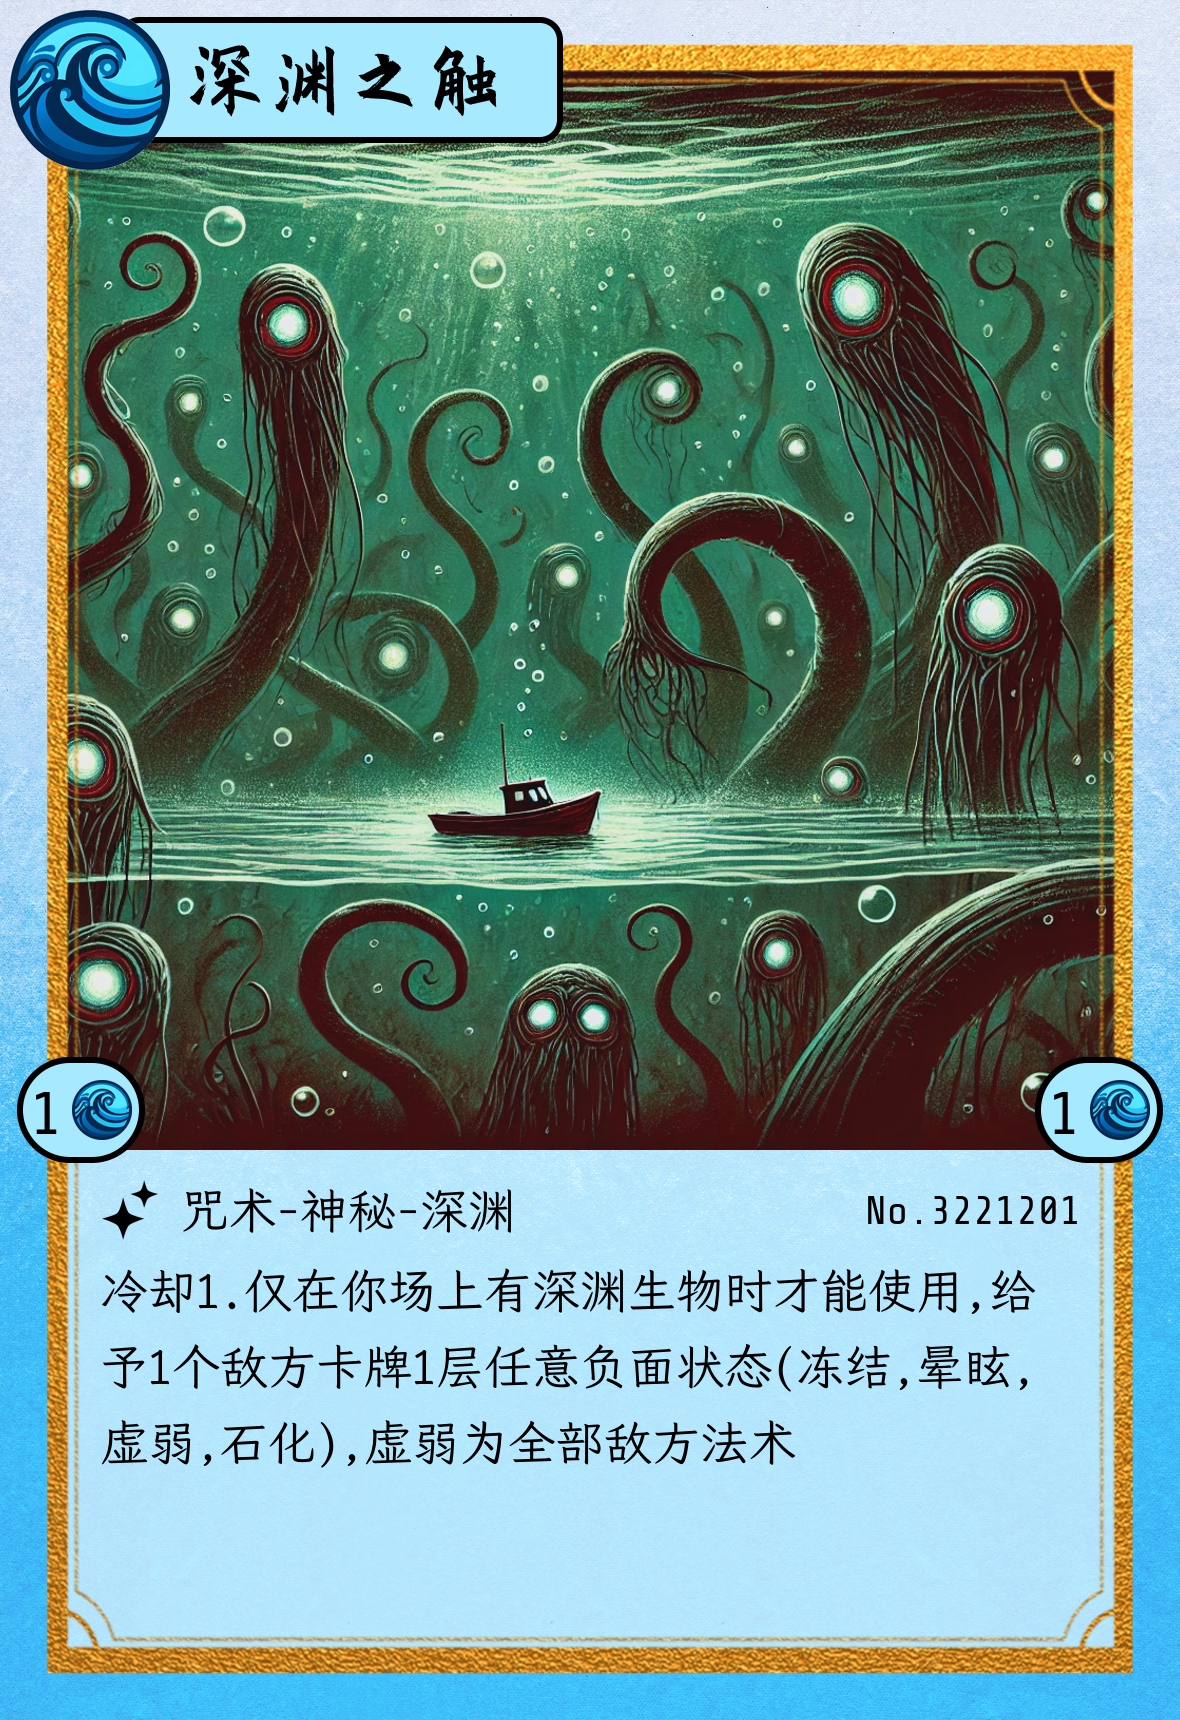 深渊之触
1
1
咒术-神秘-深渊
No.3221201
冷却1.仅在你场上有深渊生物时才能使用,给
予1个敌方卡牌1层任意负面状态(冻结,晕眩,
虚弱,石化),虚弱为全部敌方法术